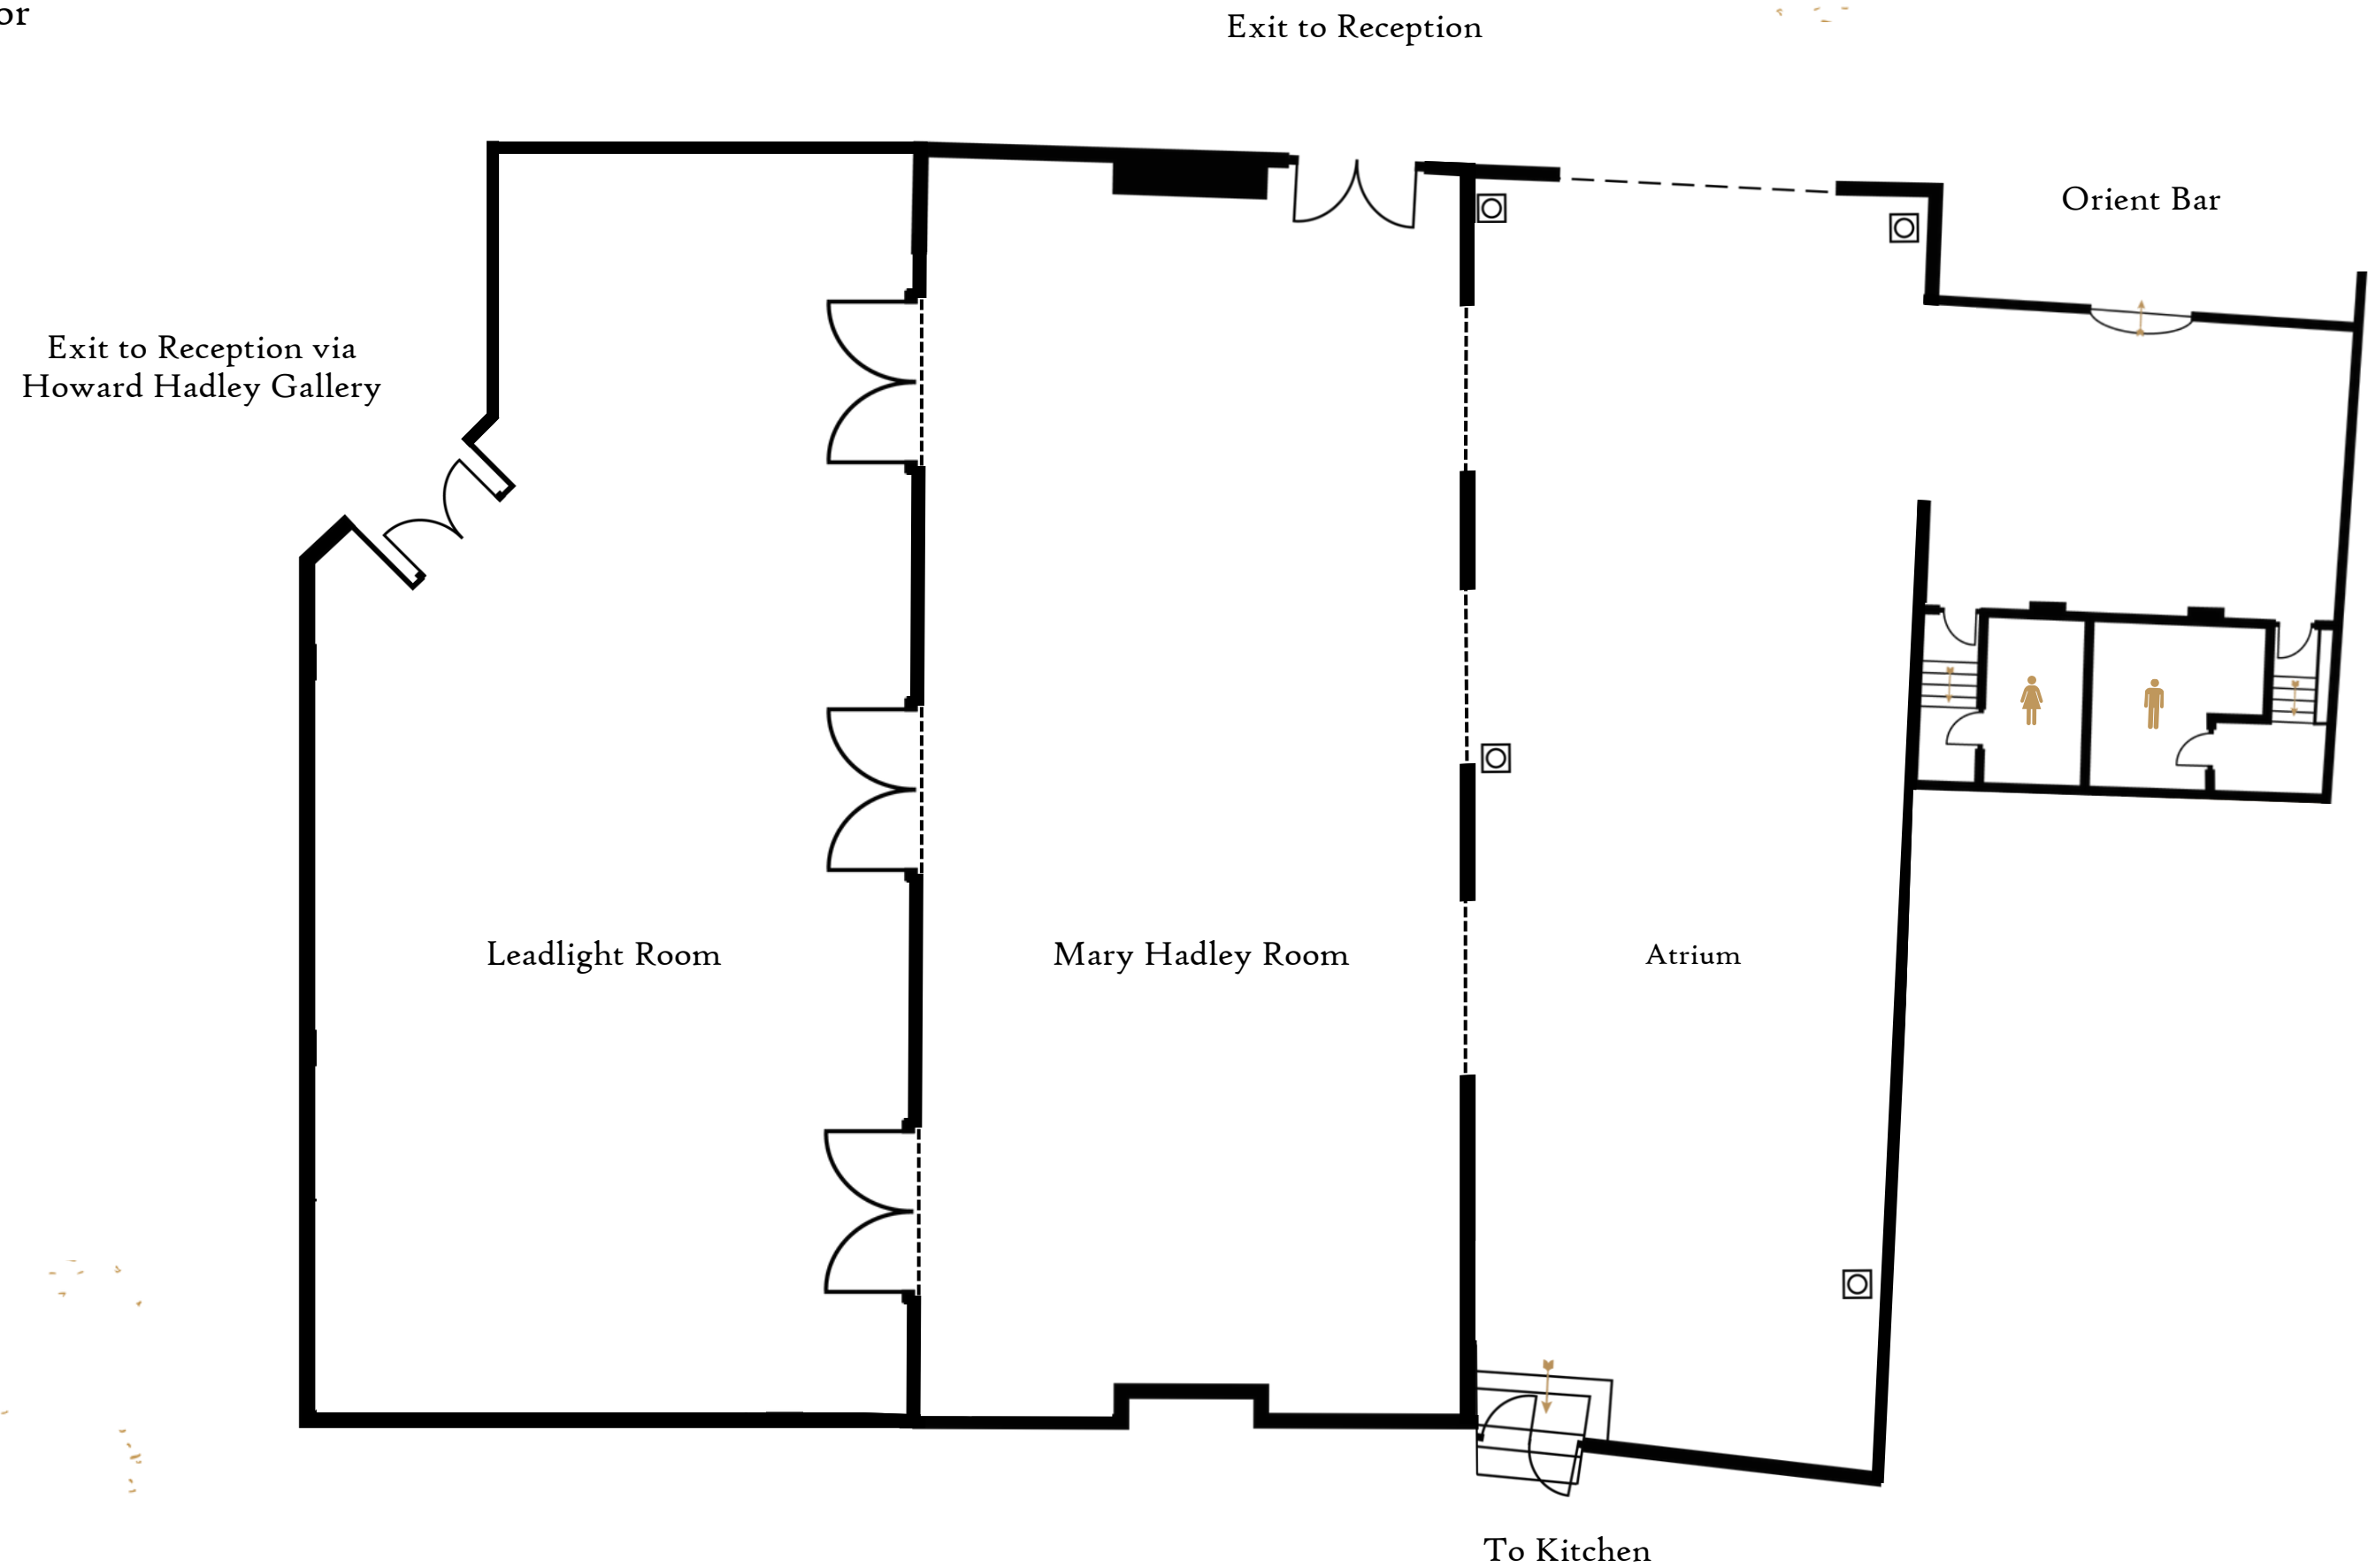 or
Exit to Reception
Orient Bar
Exit to Reception via
Howard Hadley Gallery
Leadlight Room
Mary Hadley Room
Atrium
To Kitchen